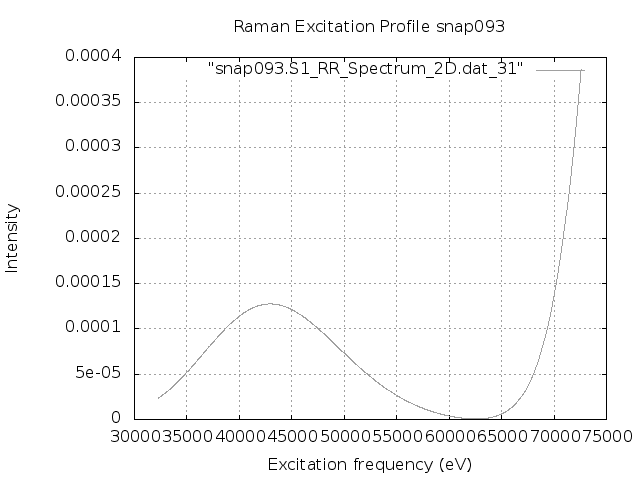 Raman Excitation Profile snap093
"snap093.S1_RR_Spectrum_2D.dat_31"
0.0004
0.00035
0.0003
0.00025
0.0002
0.00015
0.0001
5e-05
0
Intensity
30000 35000 40000 45000 50000 55000 60000 65000 70000 75000
Excitation frequency (eV)